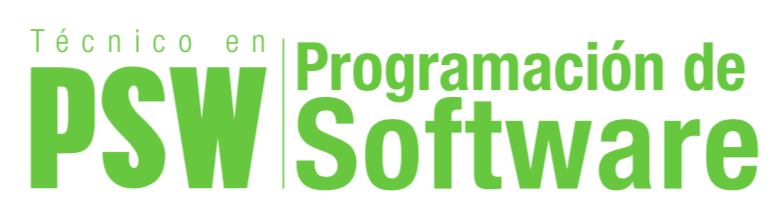 Técnico en
PSW
Programación de
Software